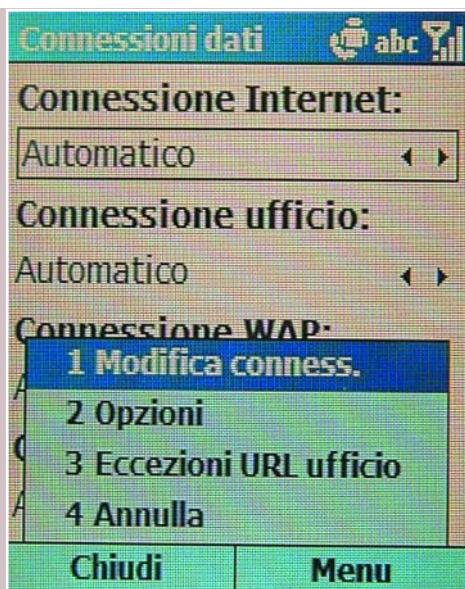 Connessioni dati abc
Connessione Internet:
Automatico
Connessione ufficio:
Automatico
Connessione WAP:
1 Modifica conness.
2 Opzioni
3 Eccezioni URL ufficio
4 Annulla
Chiudi Menu